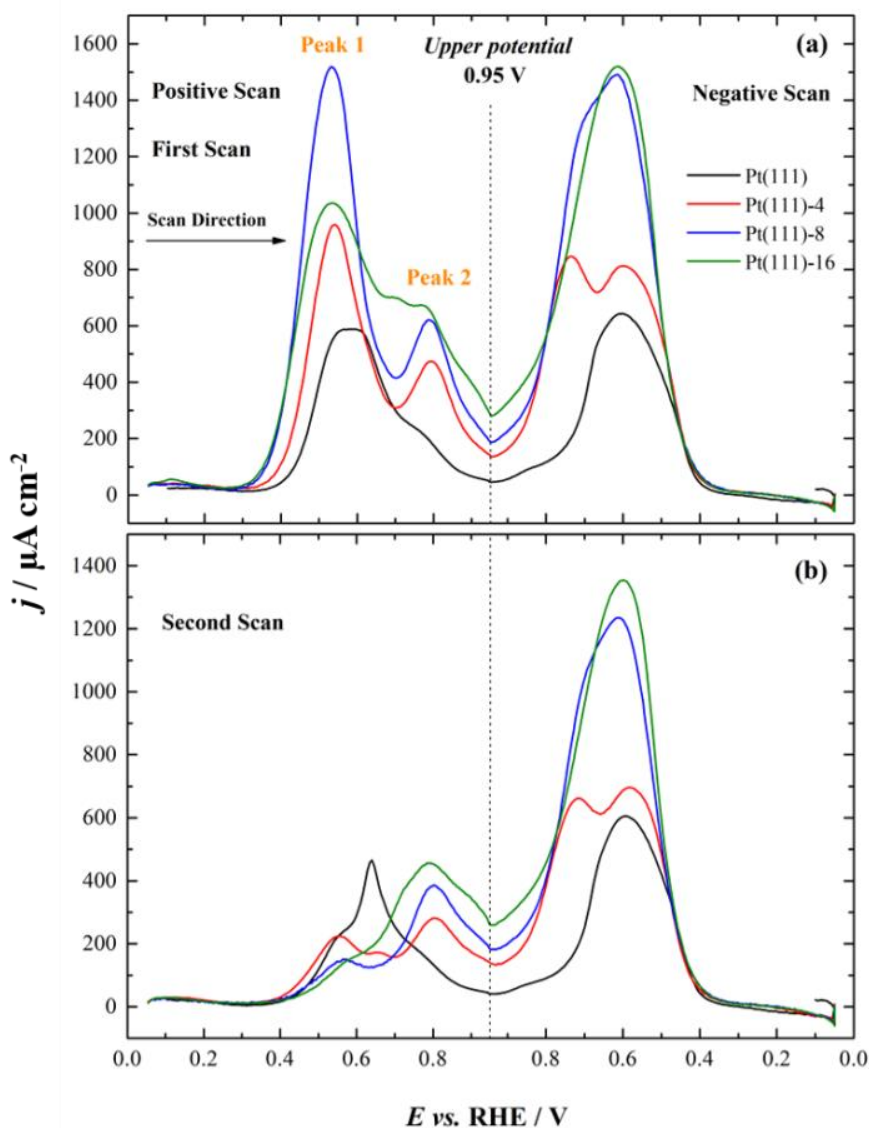 1600
1400
1200
1000
800
600
400
200
0
Peak 1
Upper potential
0.95 V
(a)
Positive Scan
Negative Scan
First Scan
Scan Direction
Peak 2
Pt(111)
Pt(111)-4
Pt(111)-8
Pt(111)-16
j / µA cm⁻²
1400
1200
1000
800
600
400
200
0
(b)
Second Scan
0.0 0.2 0.4 0.6 0.8 0.8 0.6 0.4 0.2 0.0
E vs. RHE / V